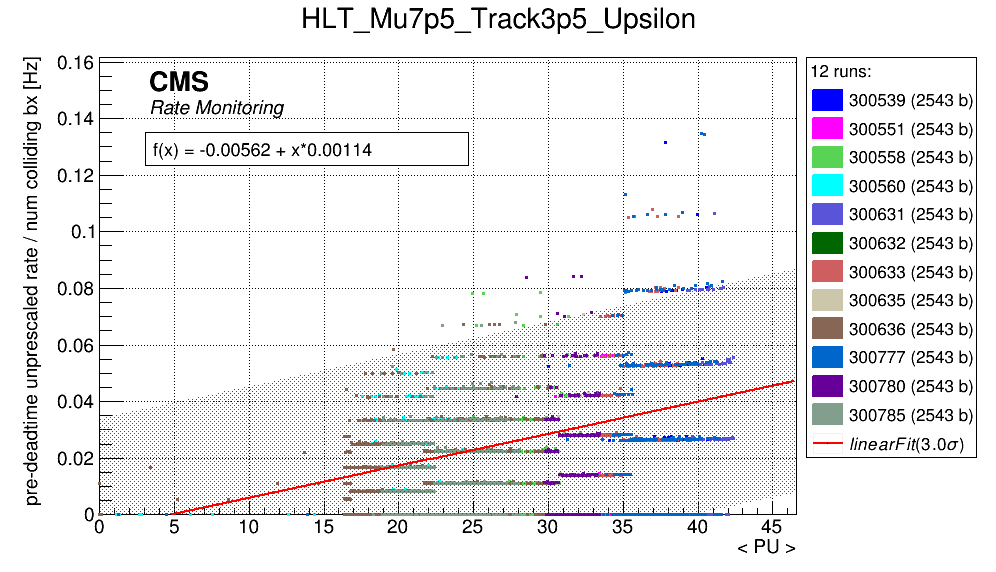 HLT_Mu7p5_Track3p5_Upsilon
pre-deadtime unprescaled rate / num colliding bx [Hz]
0.16
0.14
0.12
0.1
0.08
0.06
0.04
0.02
0
CMS
Rate Monitoring
f(x) = -0.00562 + x*0.00114
0 5 10 15 20 25 30 35 40 45
< PU >
12 runs:
300539 (2543 b)
300551 (2543 b)
300558 (2543 b)
300560 (2543 b)
300631 (2543 b)
300632 (2543 b)
300633 (2543 b)
300635 (2543 b)
300636 (2543 b)
300777 (2543 b)
300780 (2543 b)
300785 (2543 b)
linearFit(3.0σ)